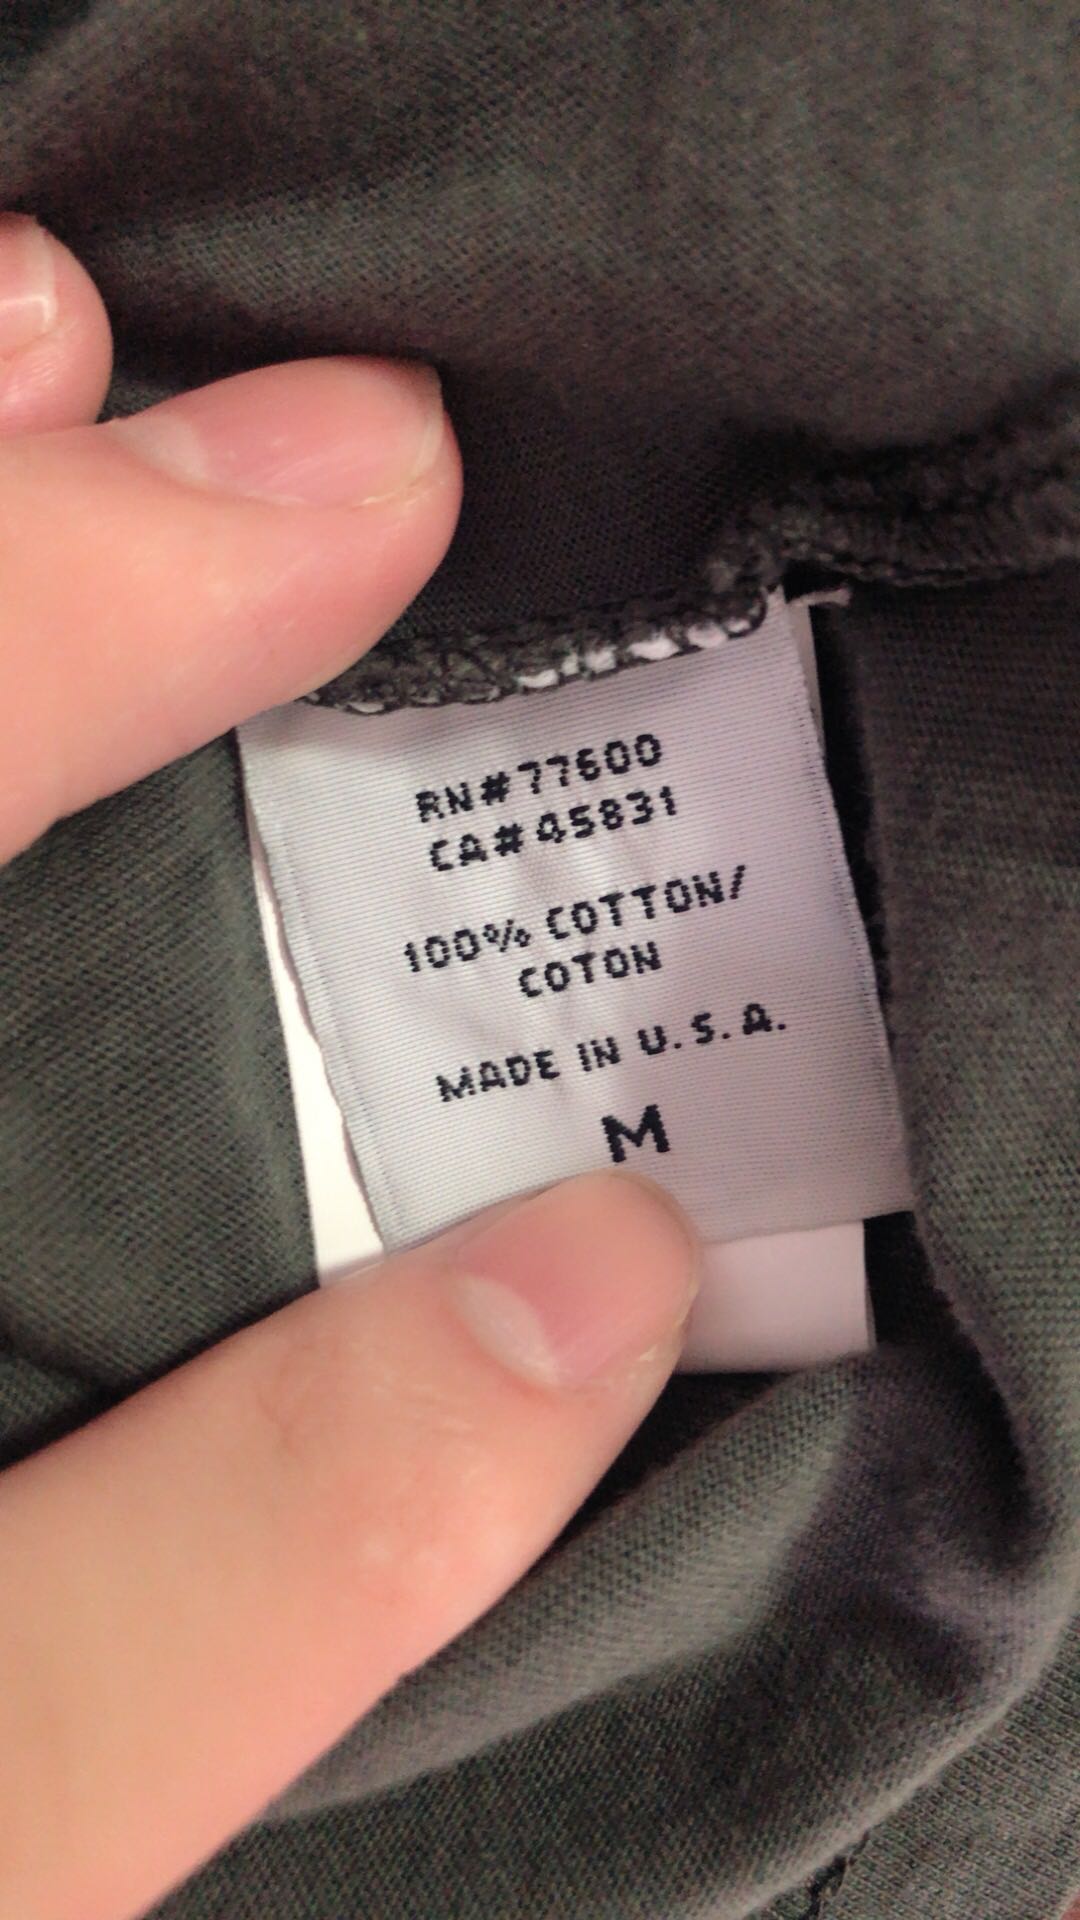 RN#77600
CA#45831
100% COTTON/
COTON
MADE IN U.S.A.
M